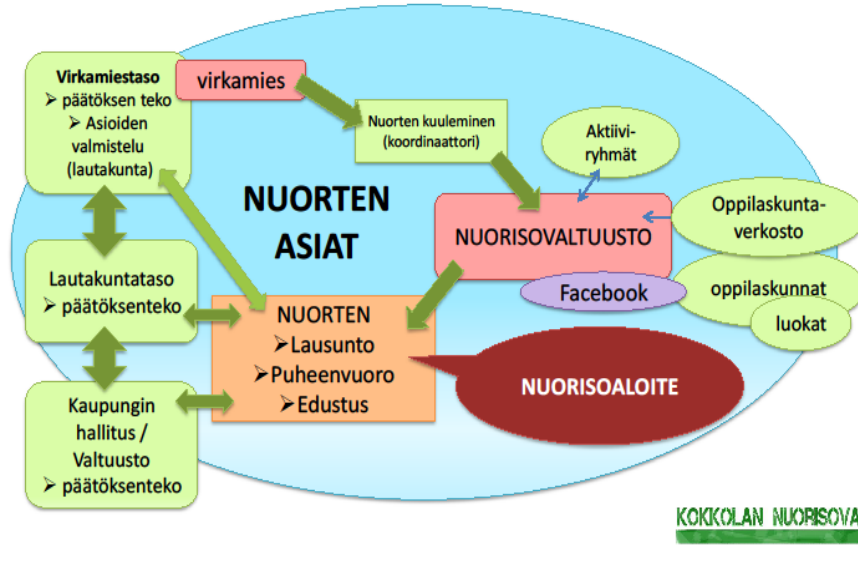 Virkamiestaso
➢ päätöksen teko
➢ Asioiden
valmistelu
(lautakunta)
virkamies
Nuorten kuuleminen
(koordinaattori)
Aktiivi-
ryhmät
NUORTEN
ASIAT
NUORISOVALTUUSTO
Oppilaskunta-
verkosto
Facebook
oppilaskunnat
luokat
Lautakuntataso
➢ päätöksenteko
NUORTEN
➢Lausunto
➢Puheenvuoro
➢Edustus
NUORISOALOITE
Kaupungin
hallitus /
Valtuusto
➢ päätöksenteko
KOKKOLAN NUORISOVA